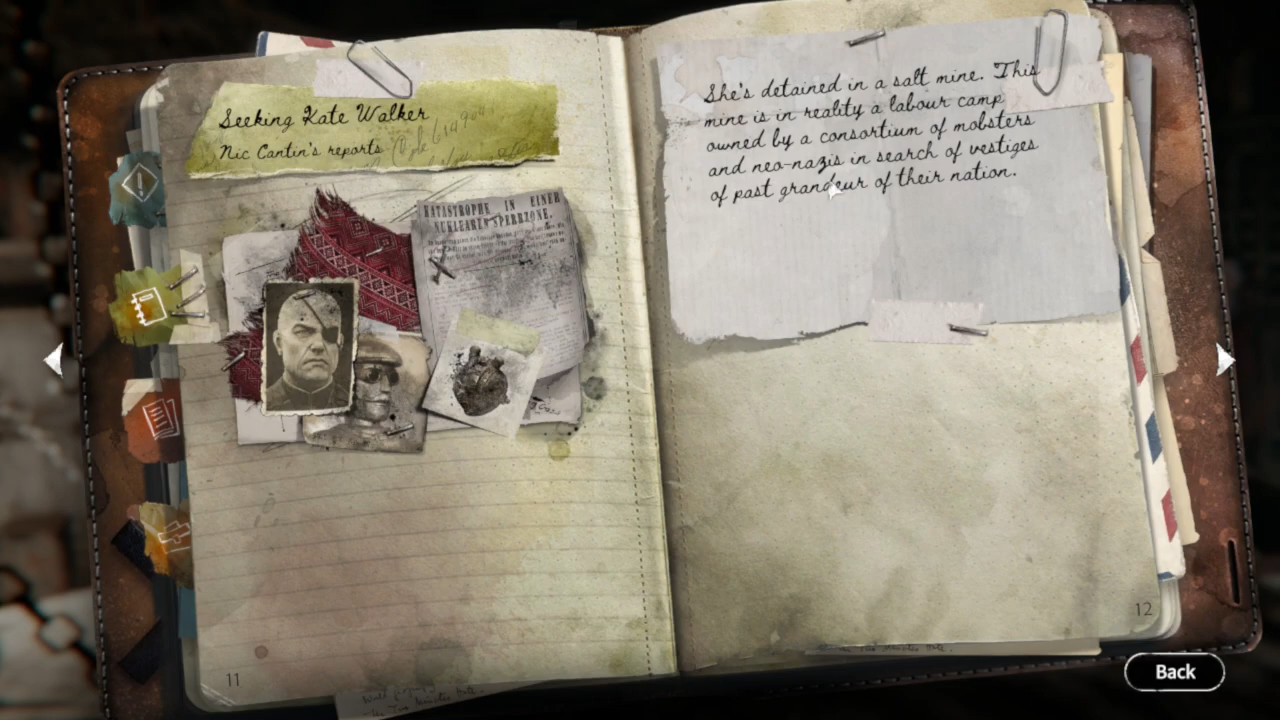 Seeking Kate Walker
Nic Cantin's reports
KATASTROPHE IN EINER
NUKLEAREN SPERRZONE.
11
She's detained in a salt mine. This
mine is in reality a labour camp
owned by a consortium of mobsters
and neo-nazis in search of vestiges
of past grandeur of their nation.
12
Back